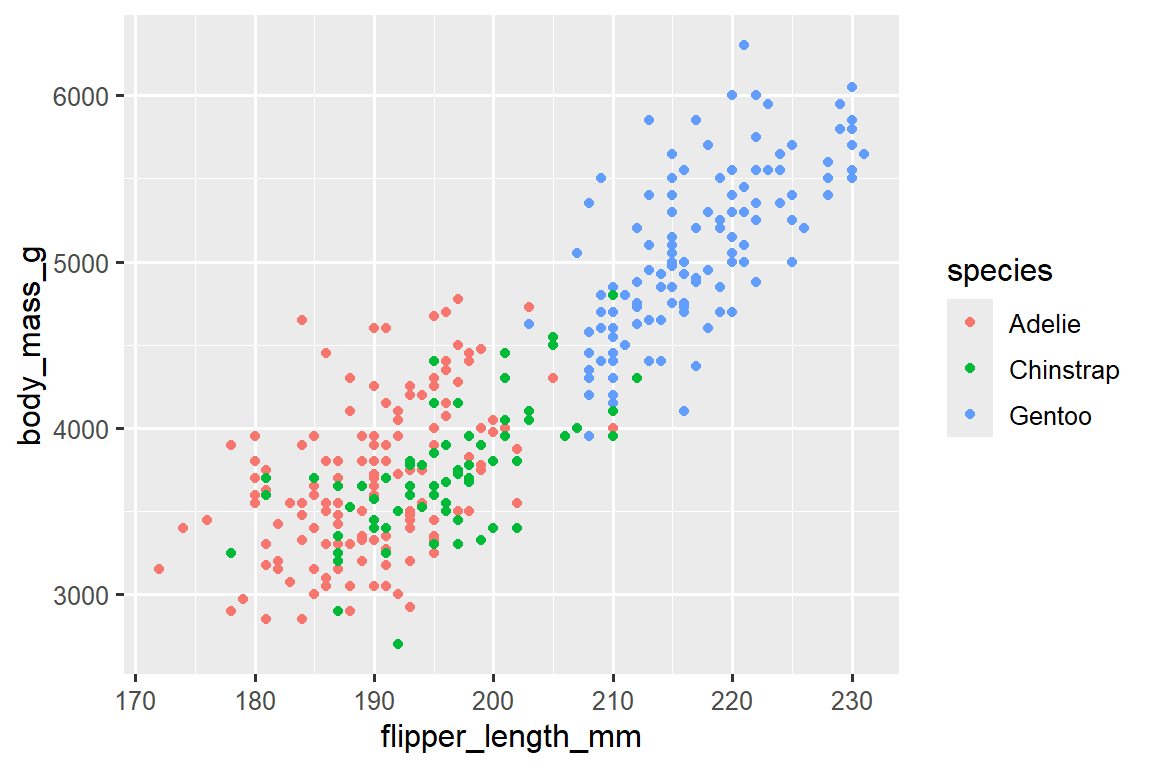 6000
5000
4000
3000
body_mass_g
170 180 190 200 210 220 230
flipper_length_mm
species
Adelie
Chinstrap
Gentoo